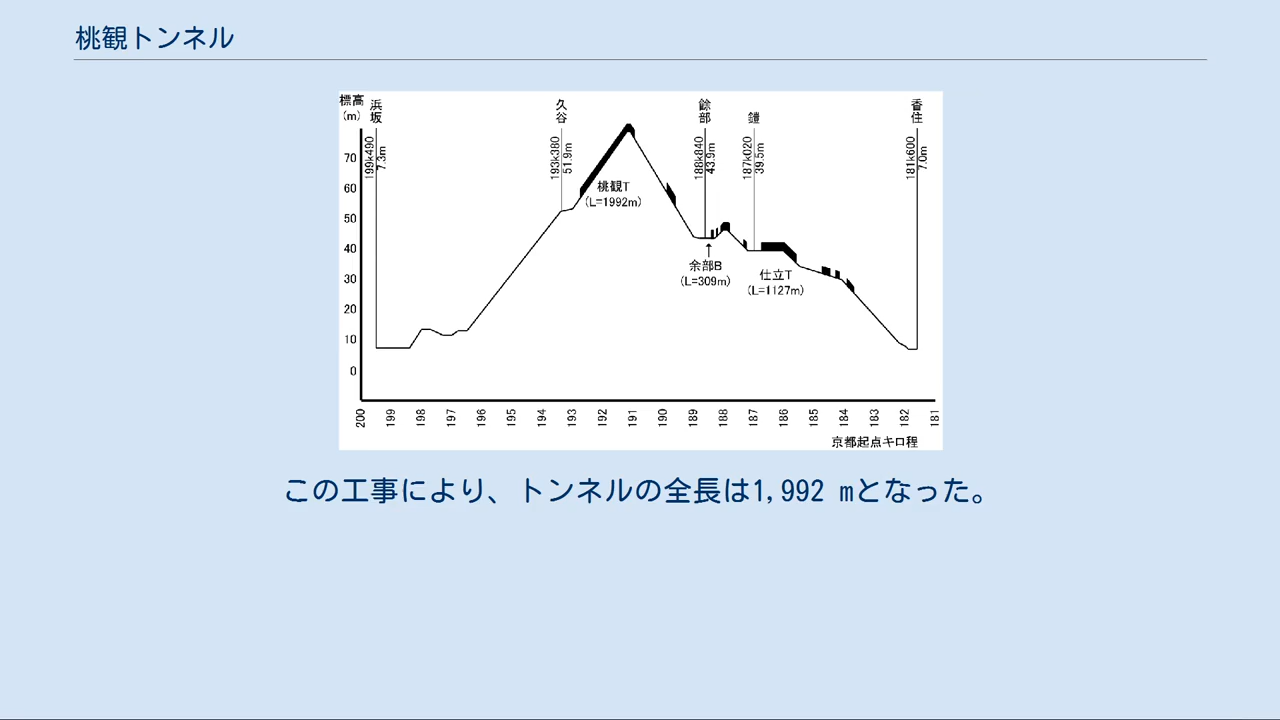 桃観トンネル
標高
(m)
浜坂
199k490
7.3m
久谷
193k380
51.9m
餘部
188k840
43.9m
鎧
187k020
39.5m
香住
181k600
7.0m
70
60
50
40
30
20
10
0
桃観T
(L=1992m)
余部B
(L=309m)
仕立T
(L=1127m)
200 199 198 197 196 195 194 193 192 191 190 189 188 187 186 185 184 183 182 181
京都起点キロ程
この工事により、トンネルの全長は1,992 mとなった。